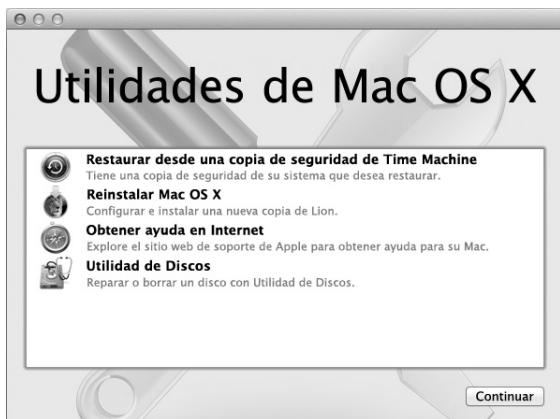 Utilidades de Mac OS X
Restaurar desde una copia de seguridad de Time Machine
Tiene una copia de seguridad de su sistema que desea restaurar.
Reinstalar Mac OS X
Configurar e instalar una nueva copia de Lion.
Obtener ayuda en Internet
Explore el sitio web de soporte de Apple para obtener ayuda para su Mac.
Utilidad de Discos
Reparar o borrar un disco con Utilidad de Discos.
Continuar